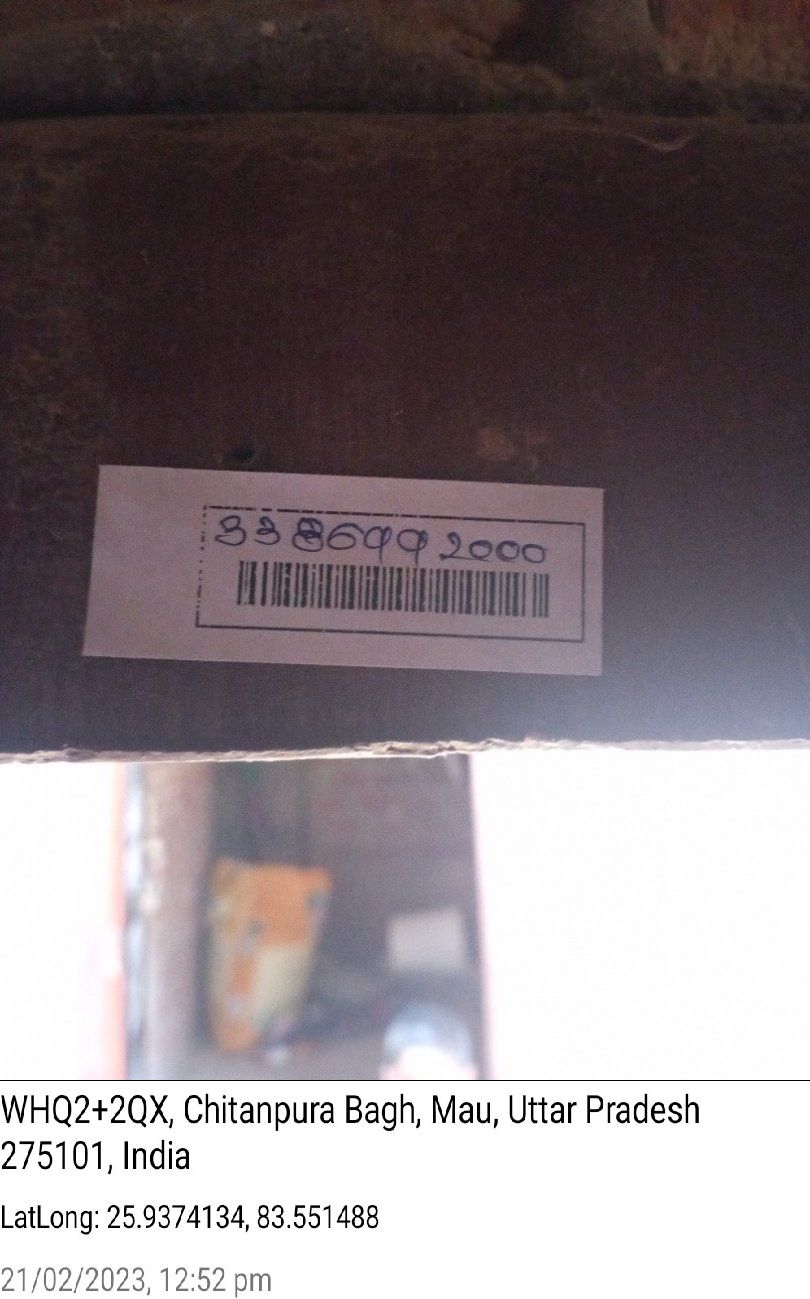 3386992000
WHQ2+2QX, Chitanpura Bagh, Mau, Uttar Pradesh
275101, India
LatLong: 25.9374134, 83.551488
21/02/2023, 12:52 pm